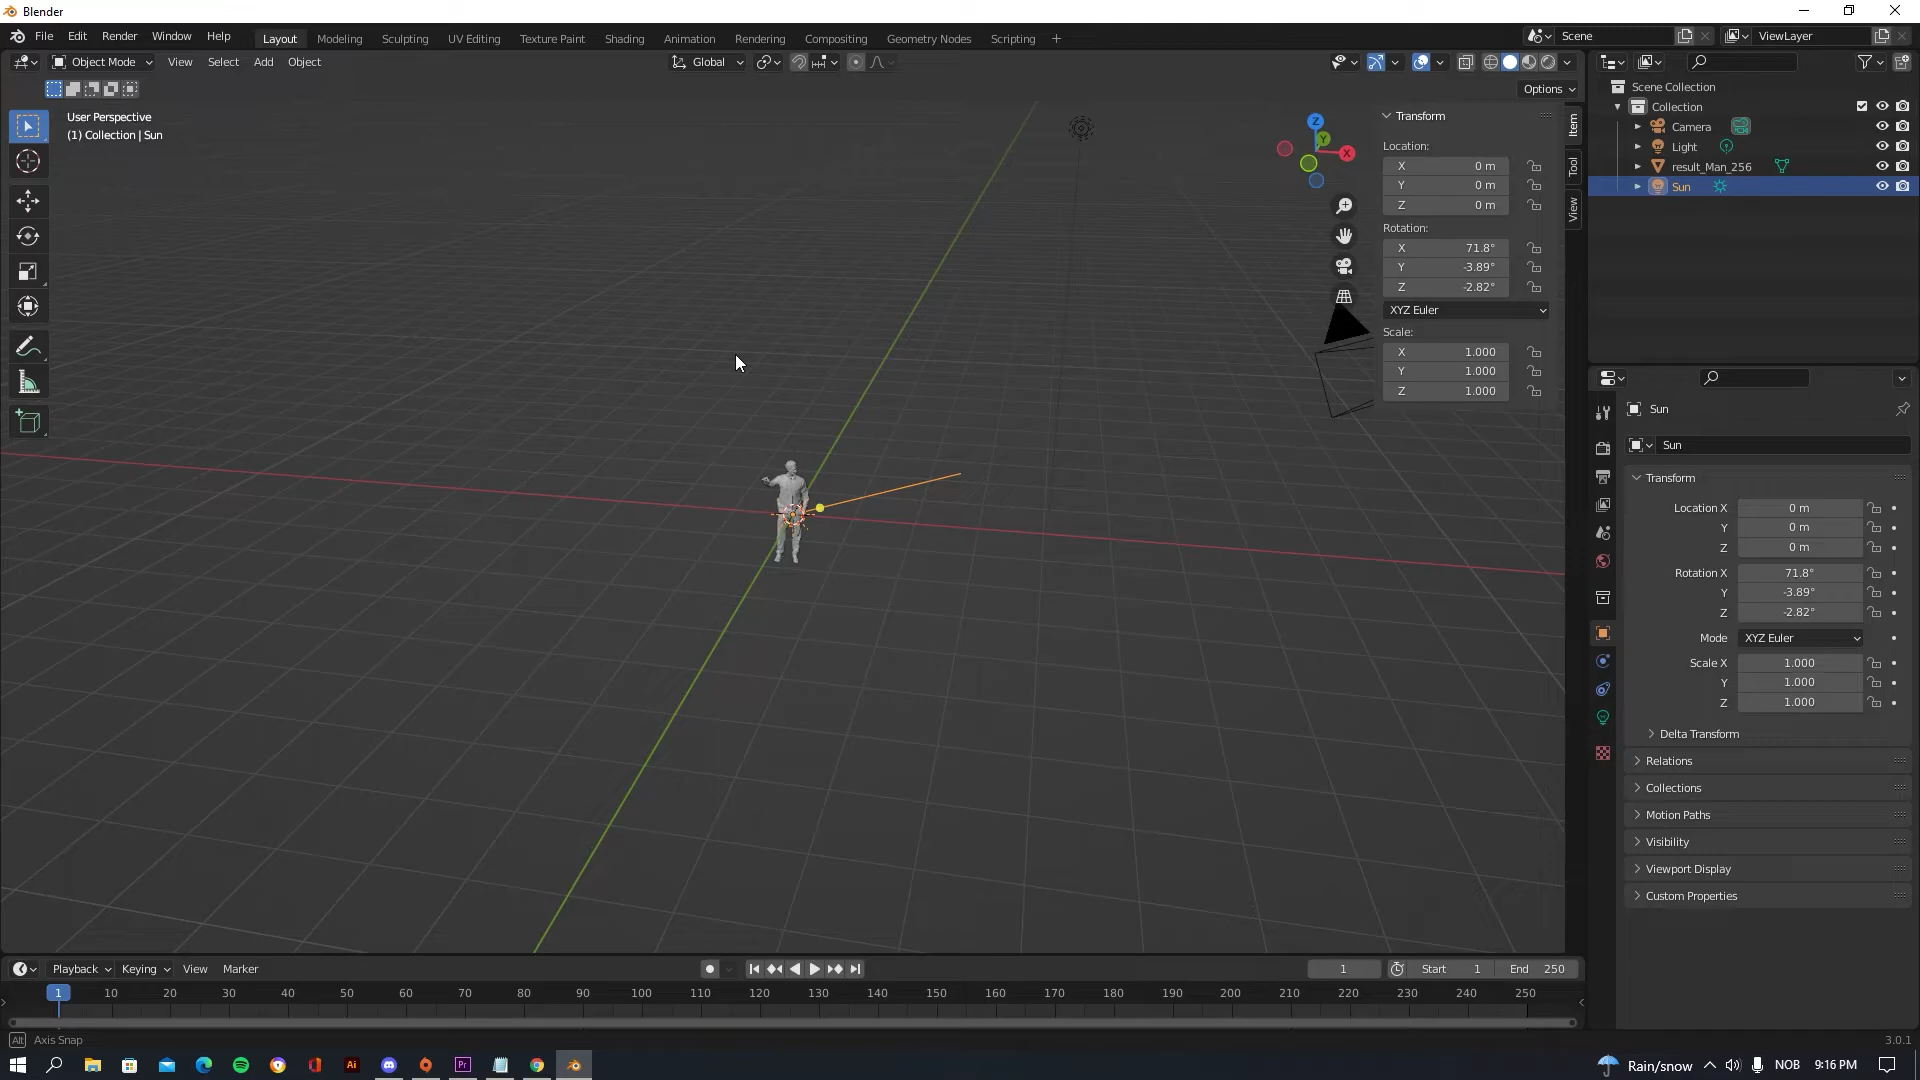 Blender
File Edit Render Window Help Layout Modeling Sculpting UV Editing Texture Paint Shading Animation Rendering Compositing Geometry Nodes Scripting + Scene ViewLayer
Object Mode View Select Add Object Global
Options
User Perspective
(1) Collection | Sun
Z
Y
X
Transform
Location:
X 0 m
Y 0 m
Z 0 m
Rotation:
X 71.8°
Y -3.89°
Z -2.82°
XYZ Euler
Scale:
X 1.000
Y 1.000
Z 1.000
Item
Tool
View
Scene Collection
Collection
Camera
Light
result_Man_256
Sun
Sun
Sun
Transform
Location X 0 m
Y 0 m
Z 0 m
Rotation X 71.8°
Y -3.89°
Z -2.82°
Mode XYZ Euler
Scale X 1.000
Y 1.000
Z 1.000
Delta Transform
Relations
Collections
Motion Paths
Visibility
Viewport Display
Custom Properties
Playback Keying View Marker 1 Start 1 End 250
1 10 20 30 40 50 60 70 80 90 100 110 120 130 140 150 160 170 180 190 200 210 220 230 240 250
Alt Axis Snap 3.0.1
Ai Pr Rain/snow NOB 9:16 PM